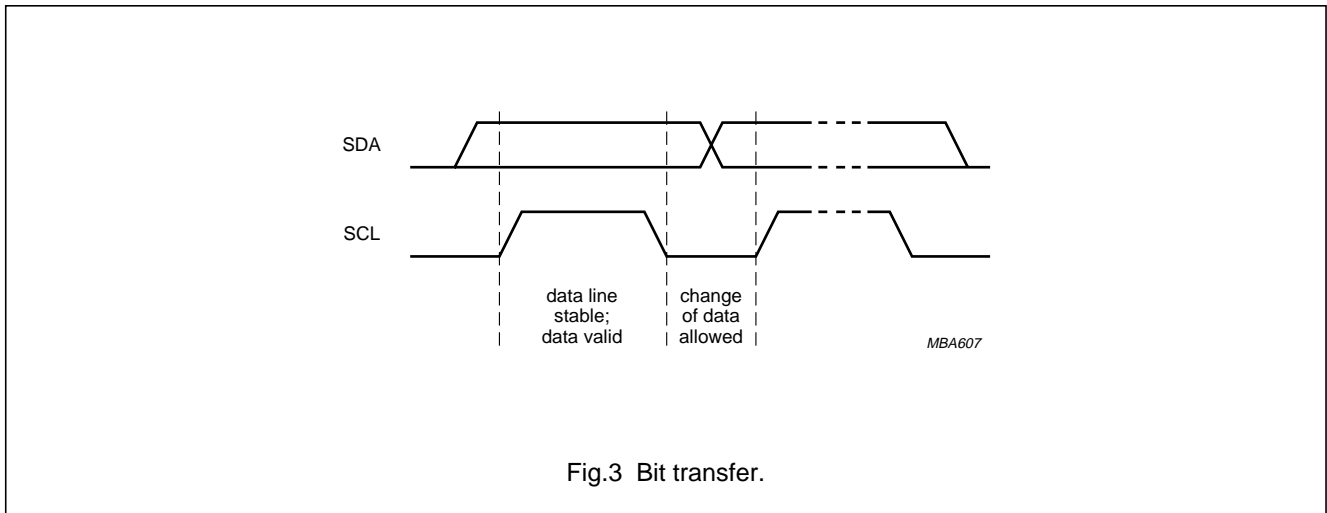 SDA
SCL
data line
stable;
data valid
change
of data
allowed
MBA607
Fig.3 Bit transfer.